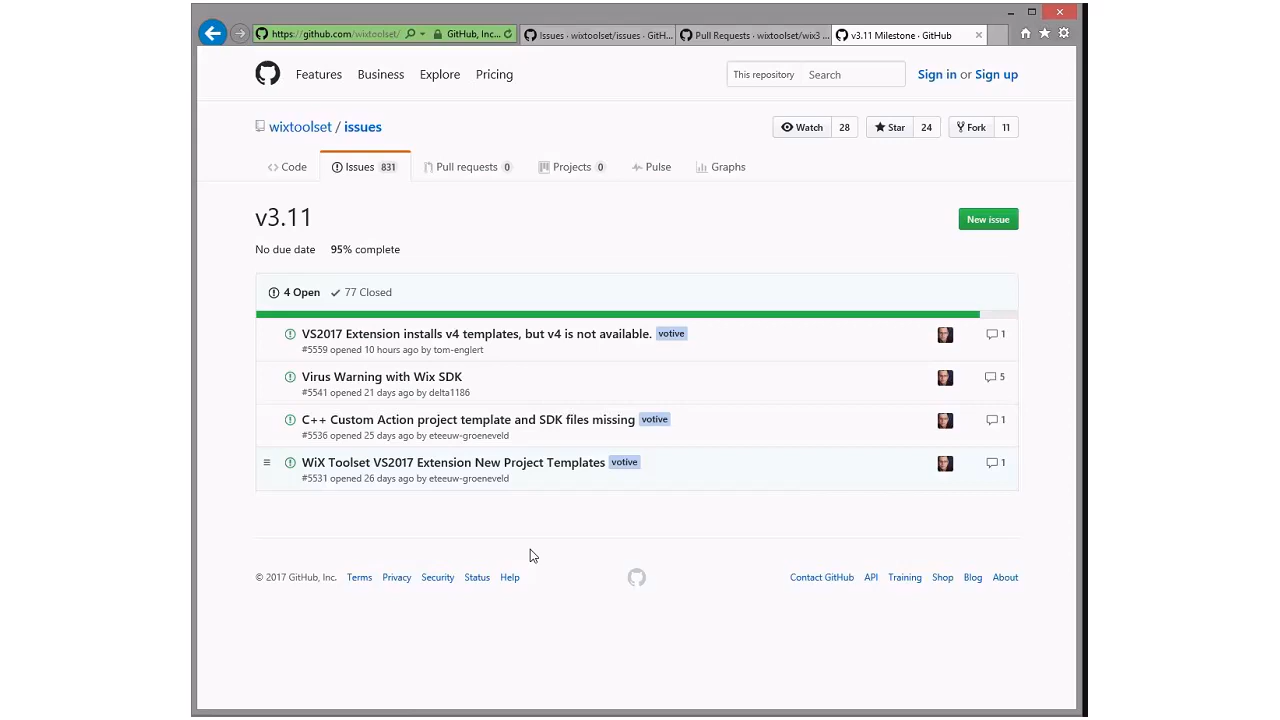 https://github.com/wixtoolset/ GitHub, Inc... Issues · wixtoolset/issues · GitH... Pull Requests · wixtoolset/wix3 ... v3.11 Milestone · GitHub
Features Business Explore Pricing This repository Search Sign in or Sign up
wixtoolset / issues Watch 28 Star 24 Fork 11
Code Issues 831 Pull requests 0 Projects 0 Pulse Graphs
v3.11 New issue
No due date 95% complete
4 Open 77 Closed
VS2017 Extension installs v4 templates, but v4 is not available. votive 1
#5559 opened 10 hours ago by tom-englert
Virus Warning with Wix SDK 5
#5541 opened 21 days ago by delta1186
C++ Custom Action project template and SDK files missing votive 1
#5536 opened 25 days ago by eteeuw-groeneveld
WiX Toolset VS2017 Extension New Project Templates votive 1
#5531 opened 26 days ago by eteeuw-groeneveld
© 2017 GitHub, Inc. Terms Privacy Security Status Help Contact GitHub API Training Shop Blog About